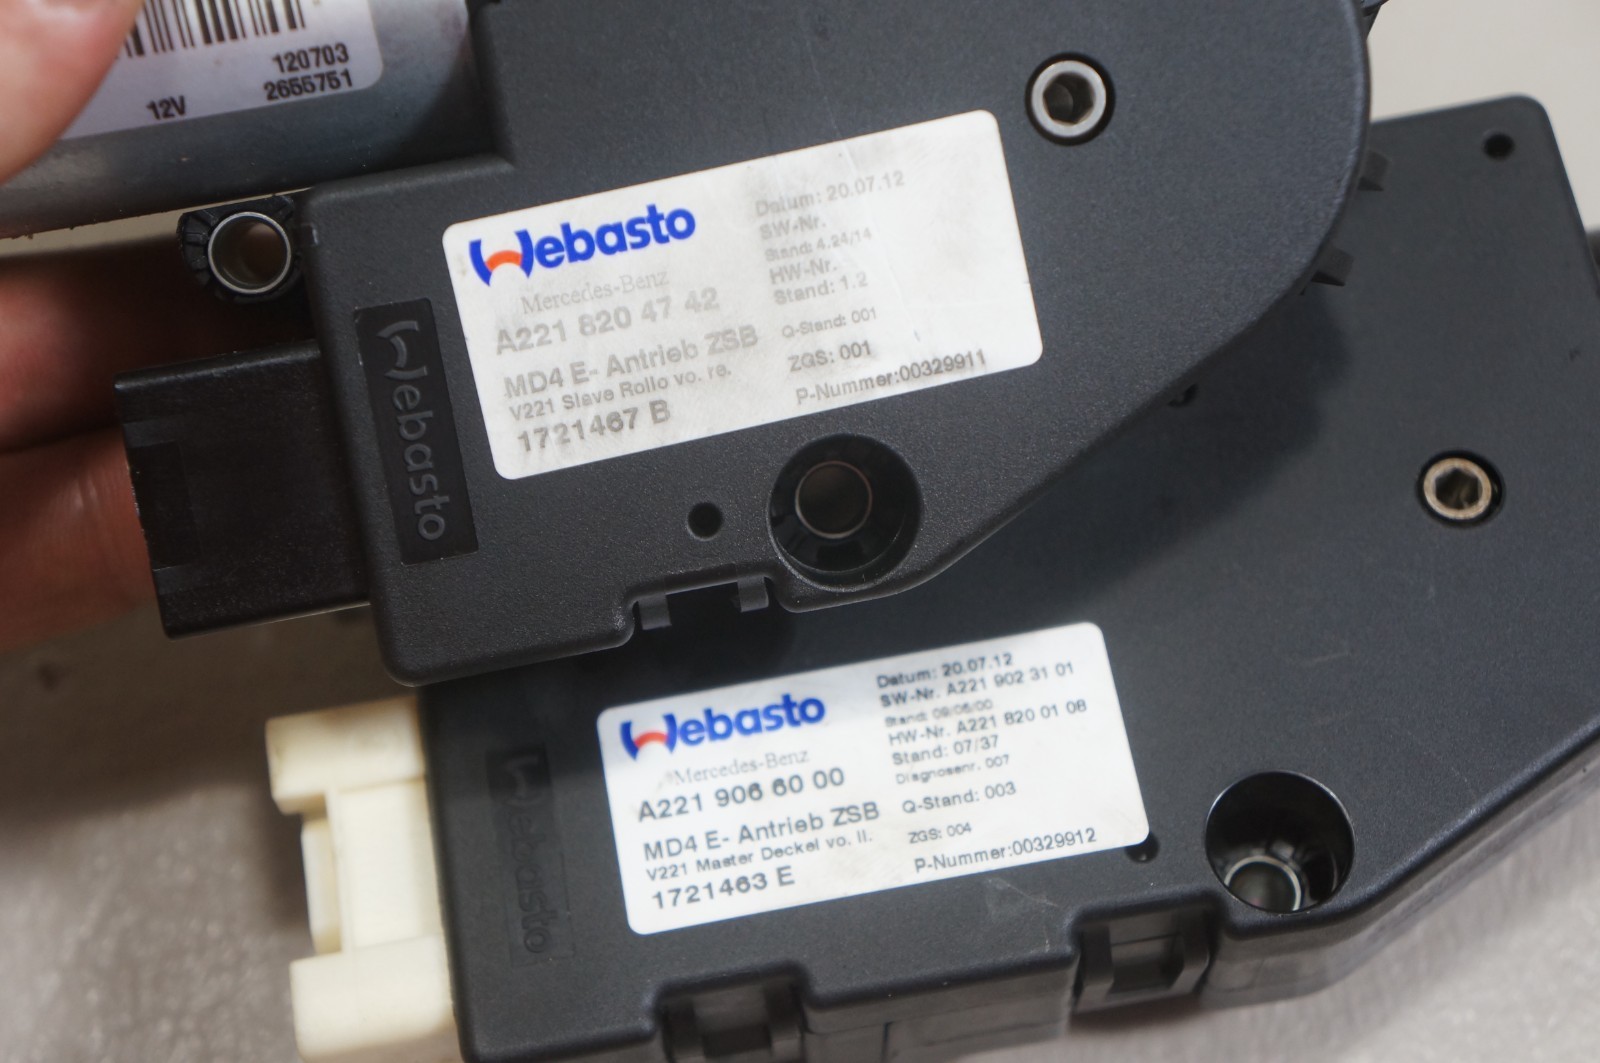 120703
12V 2655751
Webasto
Mercedes-Benz
A221 820 47 42
MD4 E- Antrieb ZSB
V221 Slave Rollo vo. re.
1721467 B
Datum: 20.07.12
SW-Nr.
Stand: 4.24/14
HW-Nr.
Stand: 1.2
Q-Stand: 001
ZGS: 001
P-Nummer:00329911
Webasto
Webasto
Mercedes-Benz
A221 906 60 00
MD4 E- Antrieb ZSB
V221 Master Deckel vo. li.
1721463 E
Datum: 20.07.12
SW-Nr. A221 902 31 01
Stand: 09/06/00
HW-Nr. A221 820 01 08
Stand: 07/37
Diagnosenr. 007
Q-Stand: 003
ZGS: 004
P-Nummer:00329912
Webasto